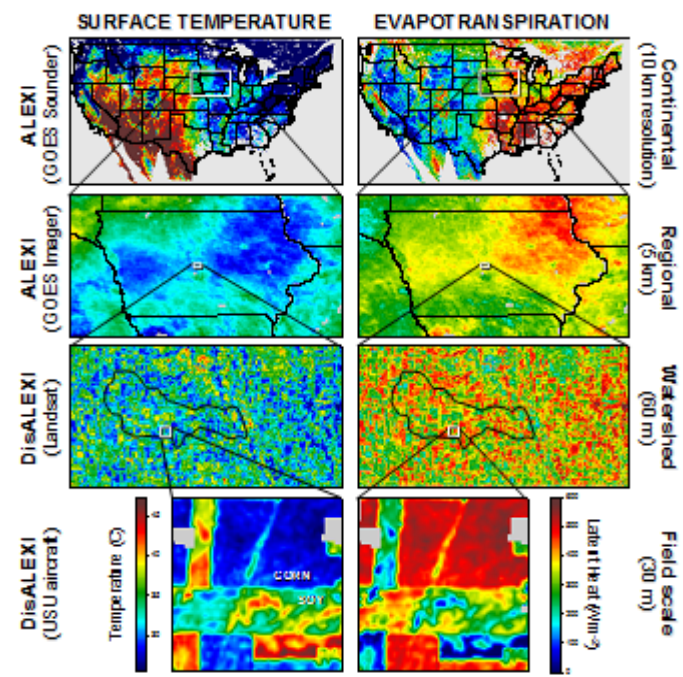 SURFACE TEMPERATURE
EVAPOTRANSPIRATION
ALEXI
(GOES Sounder)
Continental
(10 km resolution)
ALEXI
(GOES Imager)
Regional
(5 km)
DisALEXI
(Landsat)
Watershed
(60 m)
DisALEXI
(USU aircraft)
Temperature (C)
CORN
SOY
Latent Heat (Wm-2)
Field scale
(30 m)